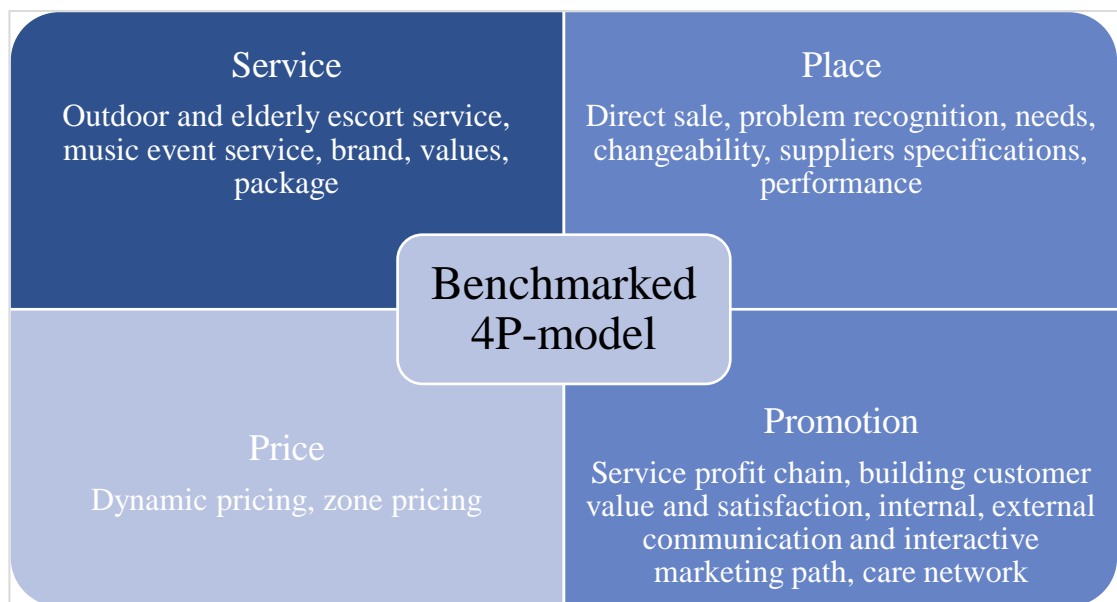 Service
Outdoor and elderly escort service,
music event service, brand, values,
package
Place
Direct sale, problem recognition, needs,
changeability, suppliers specifications,
performance
Benchmarked
4P-model
Price
Dynamic pricing, zone pricing
Promotion
Service profit chain, building customer
value and satisfaction, internal, external
communication and interactive
marketing path, care network